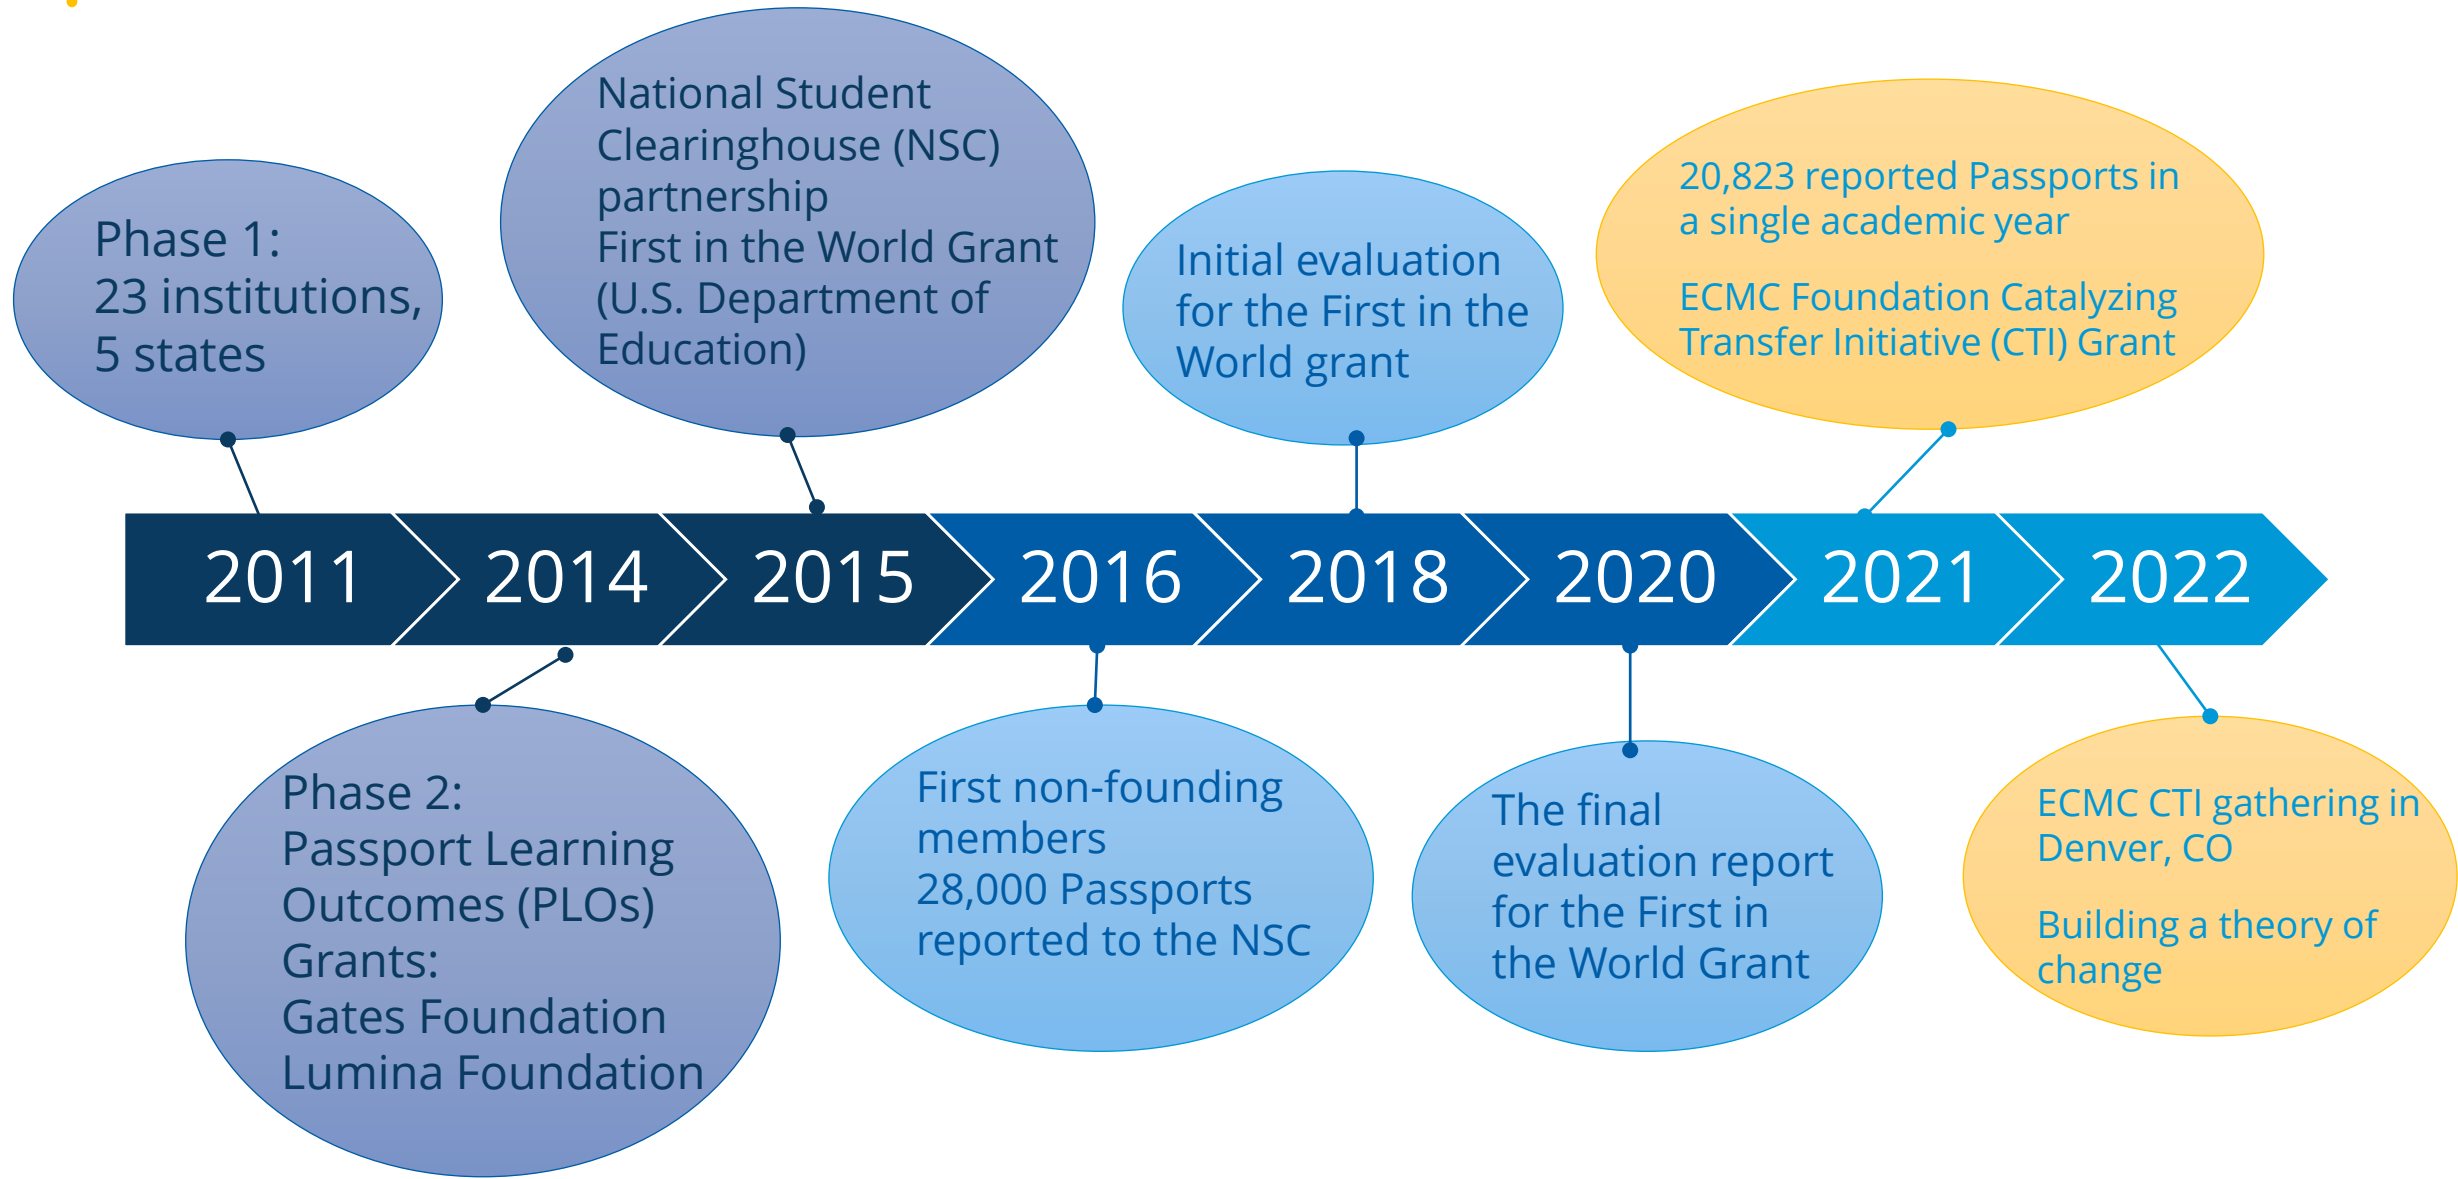 Phase 1:
23 institutions,
5 states
National Student
Clearinghouse (NSC)
partnership
First in the World Grant
(U.S. Department of
Education)
Initial evaluation
for the First in the
World grant
20,823 reported Passports in
a single academic year
ECMC Foundation Catalyzing
Transfer Initiative (CTI) Grant
2011
2014
2015
2016
2018
2020
2021
2022
Phase 2:
Passport Learning
Outcomes (PLOs)
Grants:
Gates Foundation
Lumina Foundation
First non-founding
members
28,000 Passports
reported to the NSC
The final
evaluation report
for the First in
the World Grant
ECMC CTI gathering in
Denver, CO
Building a theory of
change